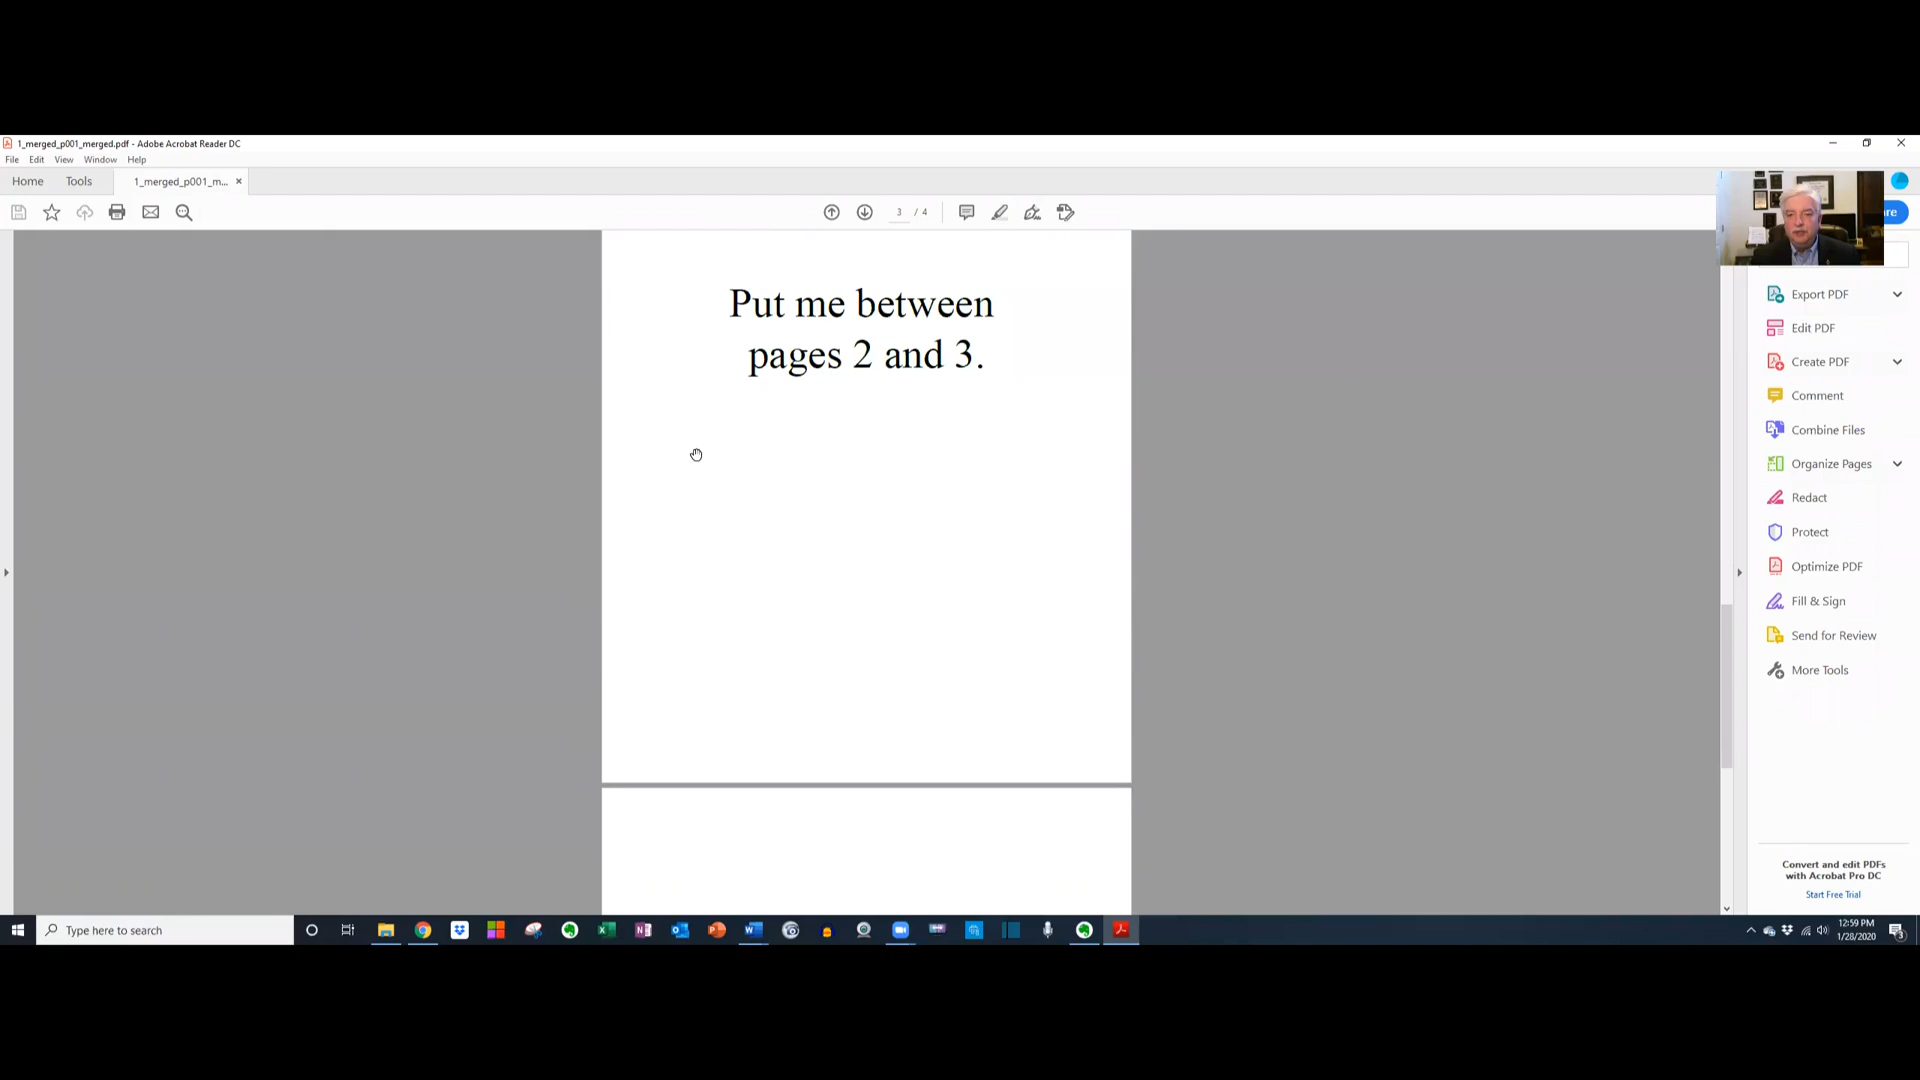 1_merged_p001_merged.pdf - Adobe Acrobat Reader DC
File Edit View Window Help
Home Tools 1_merged_p001_m... ×
3 / 4
re
Put me between
pages 2 and 3.
Export PDF
Edit PDF
Create PDF
Comment
Combine Files
Organize Pages
Redact
Protect
Optimize PDF
Fill & Sign
Send for Review
More Tools
Convert and edit PDFs
with Acrobat Pro DC
Start Free Trial
Type here to search
12:59 PM
1/28/2020
3